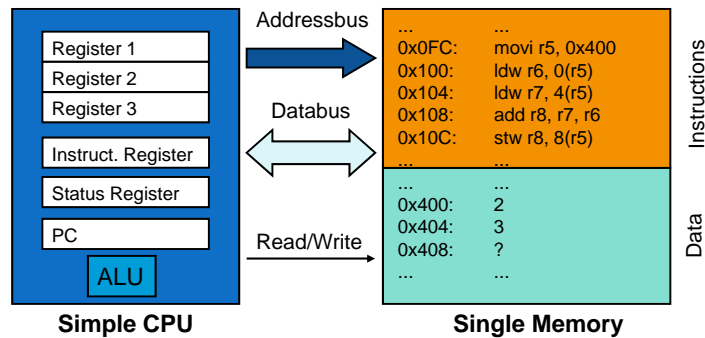 Addressbus
Databus
Read/Write
Register 1
Register 2
Register 3
Instruct. Register
Status Register
PC
ALU
Simple CPU
... ...
0x0FC: movi r5, 0x400
0x100: ldw r6, 0(r5)
0x104: ldw r7, 4(r5)
0x108: add r8, r7, r6
0x10C: stw r8, 8(r5)
... ...
... ...
0x400: 2
0x404: 3
0x408: ?
... ...
Instructions
Data
Single Memory